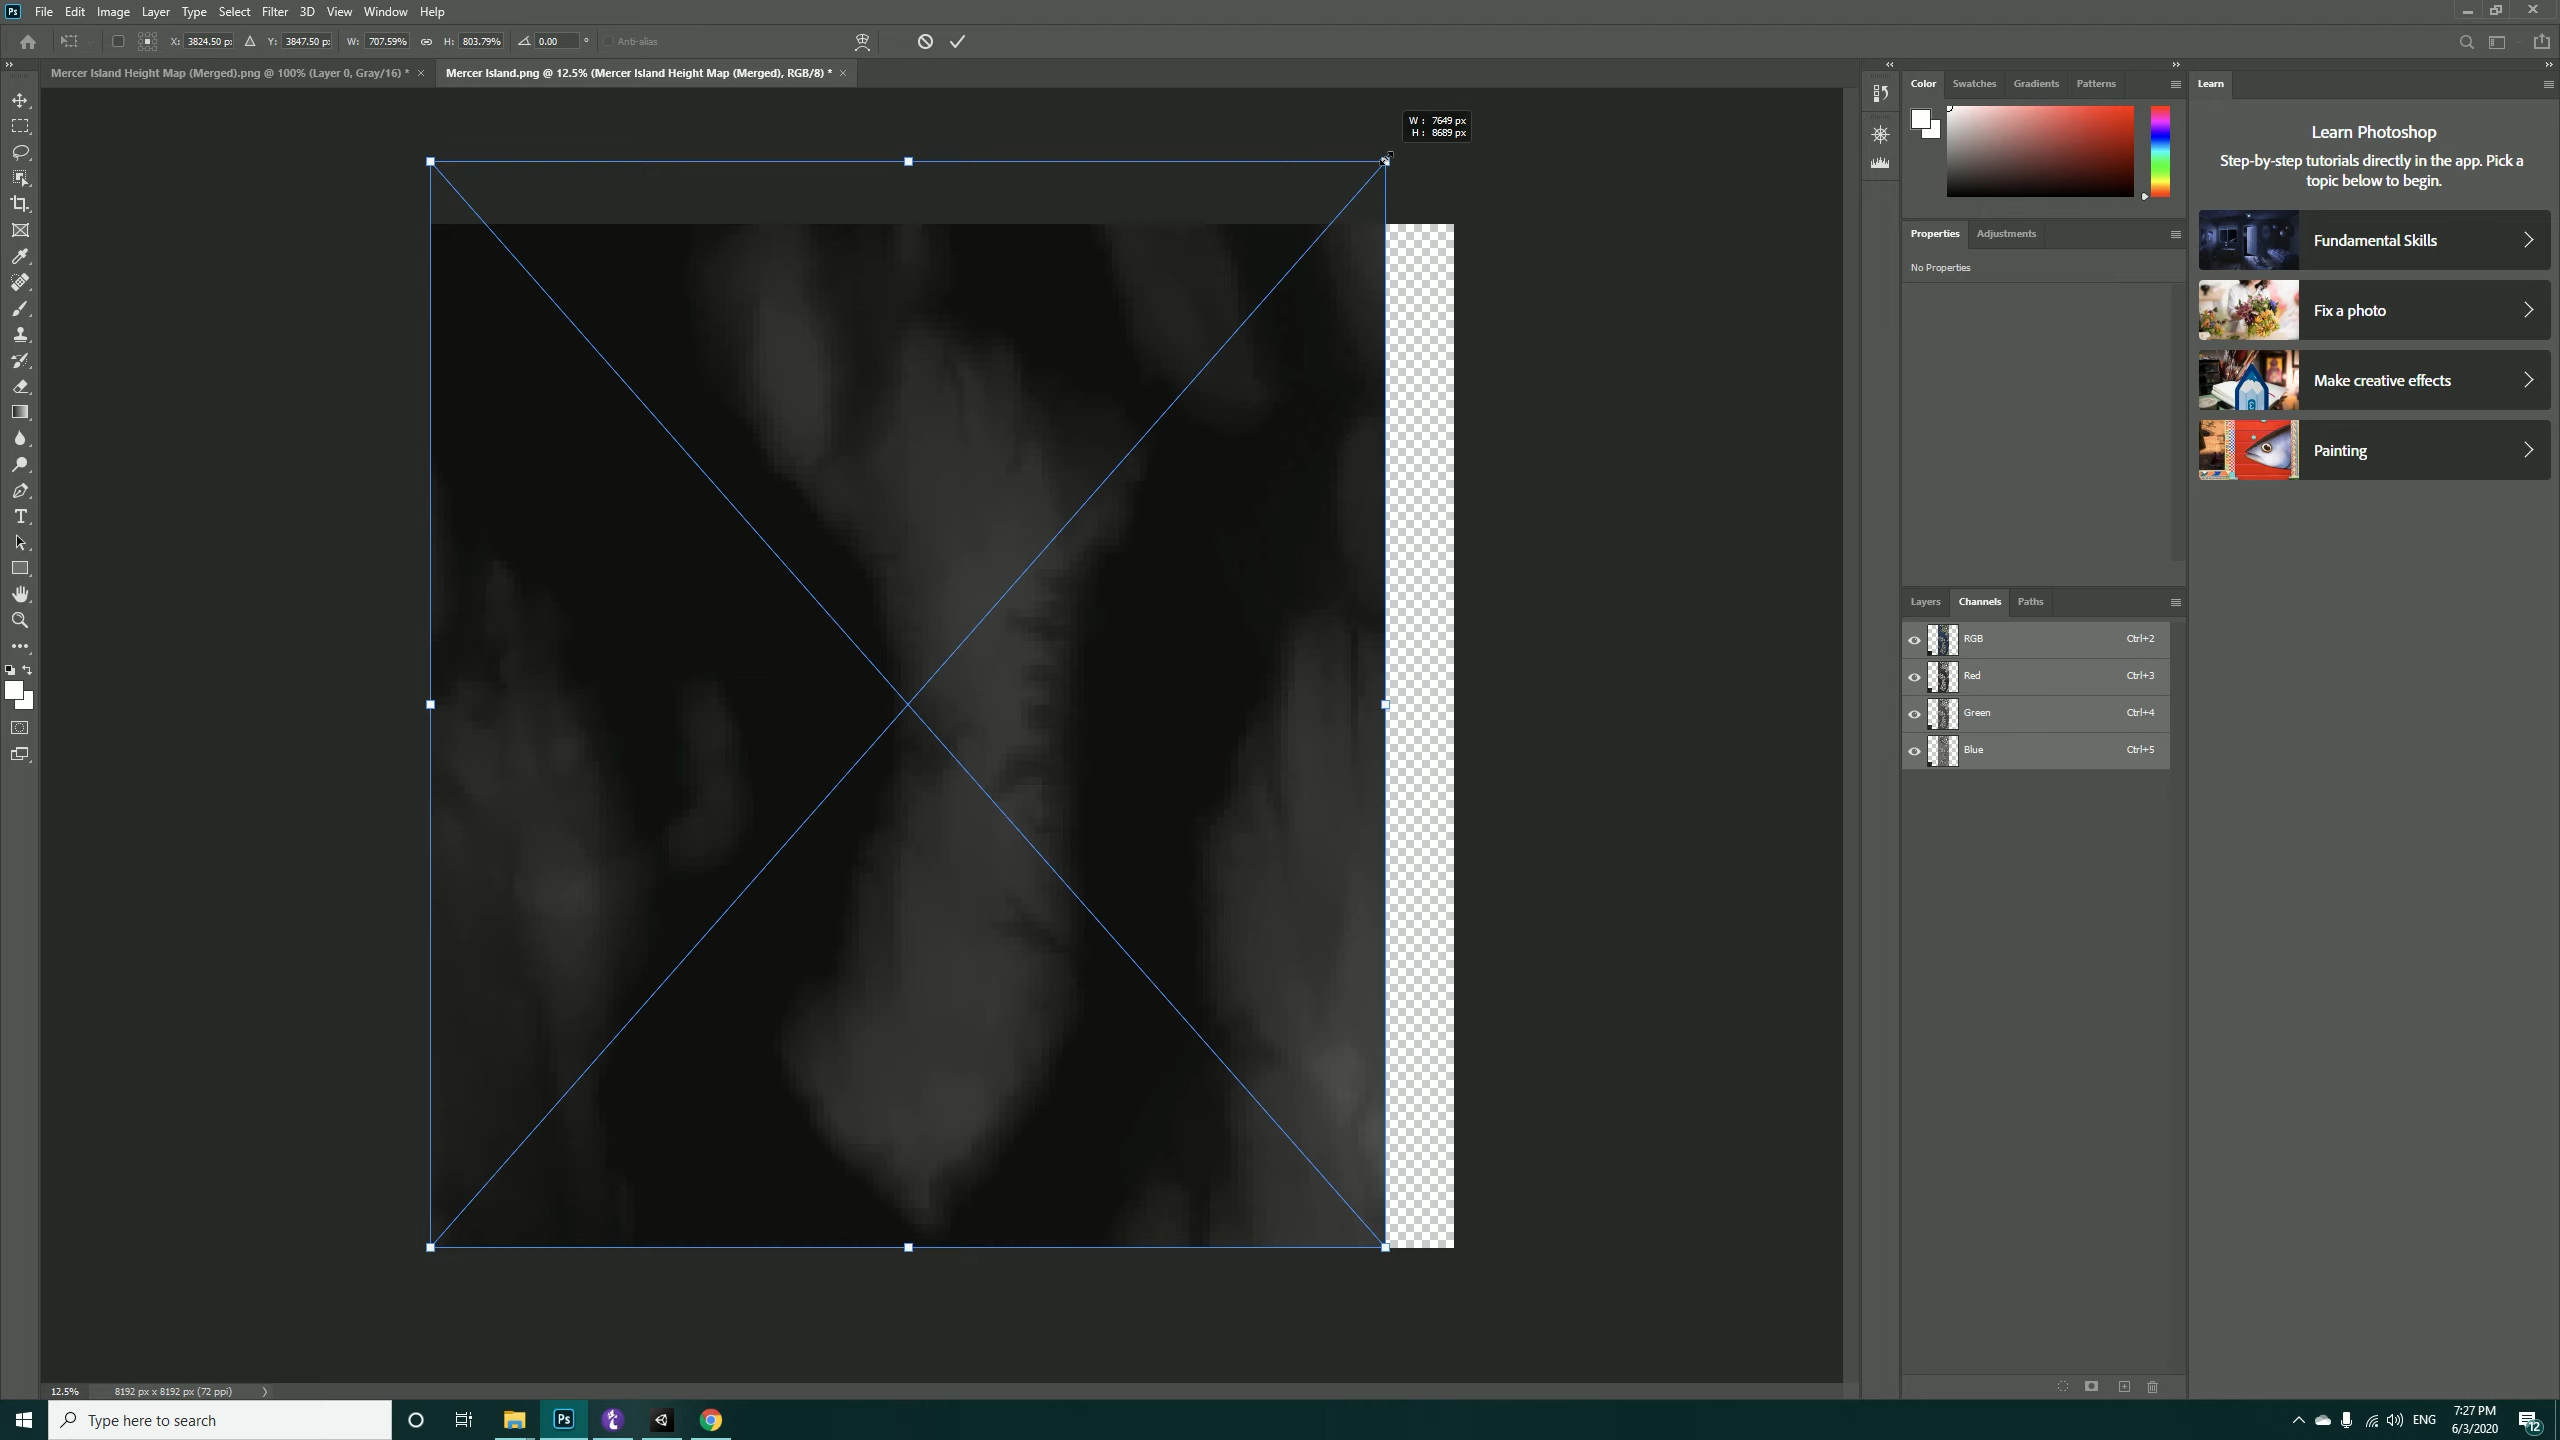 Ps File Edit Image Layer Type Select Filter 3D View Window Help
X: 3824.50 p: Y: 3847.50 p: W: 707.59% H: 803.79% 0.00 ° Anti-alias
Mercer Island Height Map (Merged).png @ 100% (Layer 0, Gray/16) * × Mercer Island.png @ 12.5% (Mercer Island Height Map (Merged), RGB/8) * ×
W : 7649 px
H : 8689 px
Color Swatches Gradients Patterns
Properties Adjustments
No Properties
Layers Channels Paths
RGB Ctrl+2
Red Ctrl+3
Green Ctrl+4
Blue Ctrl+5
Learn
Learn Photoshop
Step-by-step tutorials directly in the app. Pick a
topic below to begin.
Fundamental Skills
Fix a photo
Make creative effects
Painting
12.5% 8192 px x 8192 px (72 ppi)
Type here to search
Ps
ENG
7:27 PM
6/3/2020
12